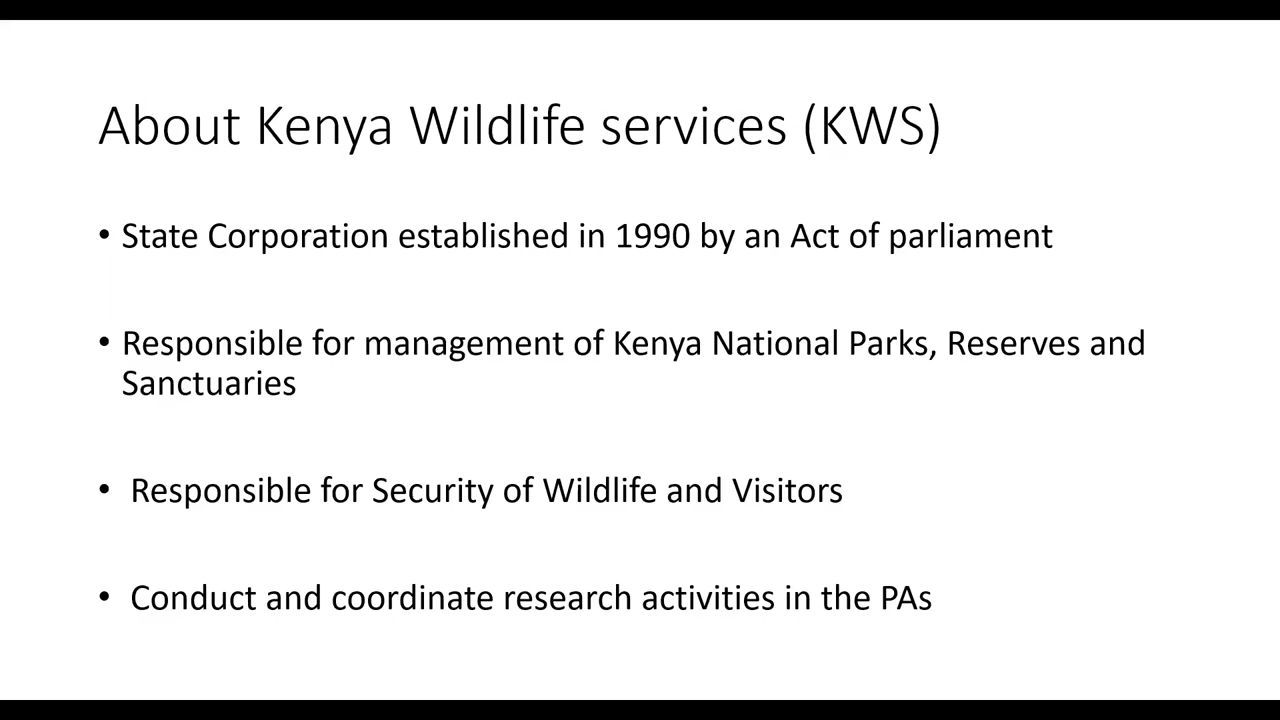 About Kenya Wildlife services (KWS)
• State Corporation established in 1990 by an Act of parliament
• Responsible for management of Kenya National Parks, Reserves and
Sanctuaries
• Responsible for Security of Wildlife and Visitors
• Conduct and coordinate research activities in the PAs